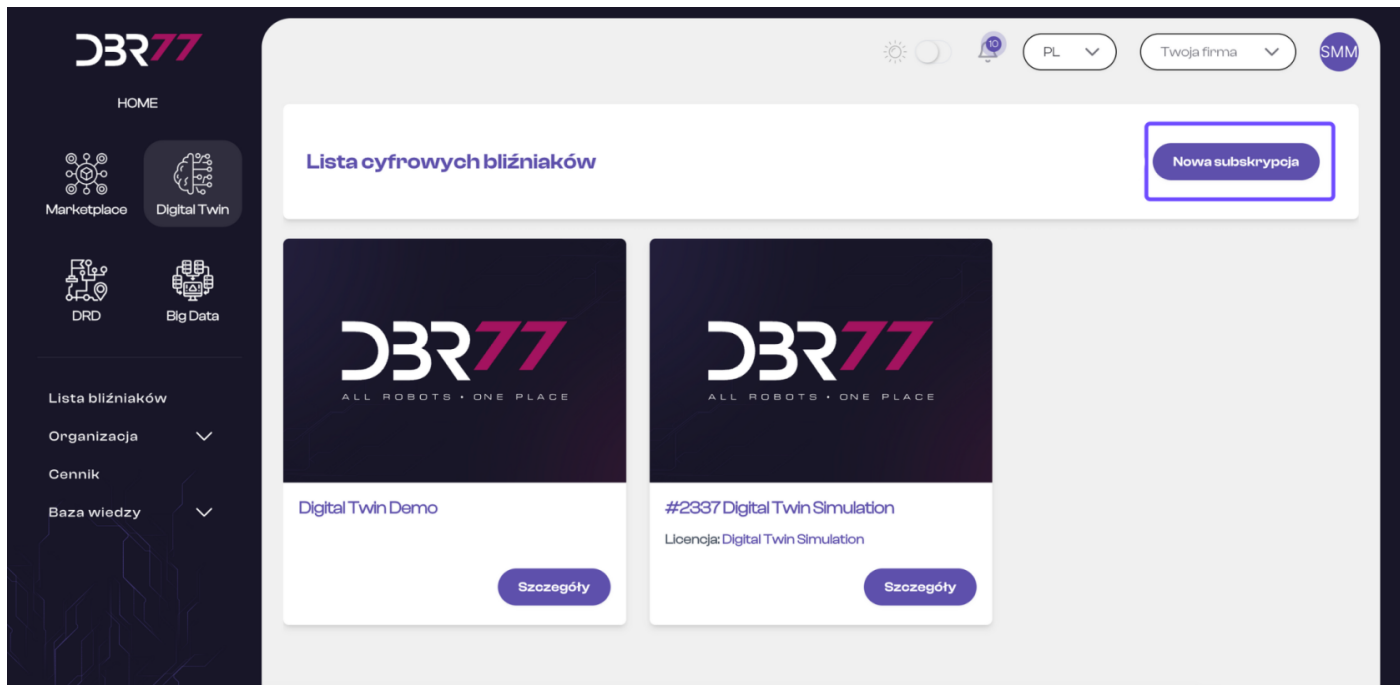 DBR77
HOME
Marketplace
Digital Twin
DRD
Big Data
Lista bliźniaków
Organizacja
Cennik
Baza wiedzy
10
PL
Twoja firma
SMM
Lista cyfrowych bliźniaków
Nowa subskrypcja
DBR77
ALL ROBOTS • ONE PLACE
Digital Twin Demo
Szczegóły
DBR77
ALL ROBOTS • ONE PLACE
#2337 Digital Twin Simulation
Licencja: Digital Twin Simulation
Szczegóły